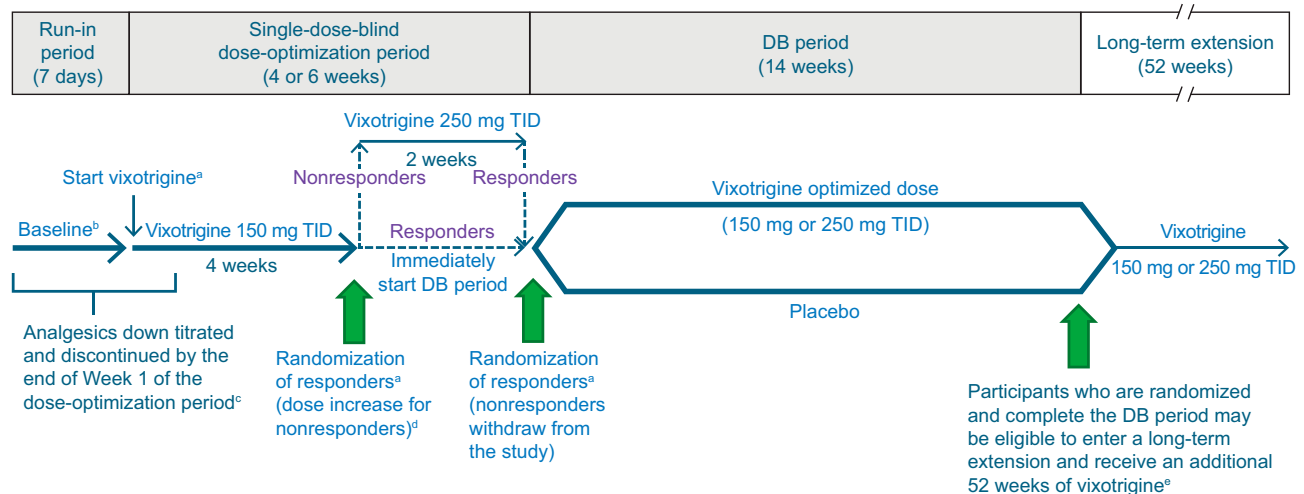 Run-in
period
(7 days)
Single-dose-blind
dose-optimization period
(4 or 6 weeks)
DB period
(14 weeks)
Long-term extension
(52 weeks)
Vixotrigine 250 mg TID
2 weeks
Start vixotrigineᵃ
Nonresponders
Responders
Baselineᵇ
Vixotrigine 150 mg TID
4 weeks
Responders
Immediately
start DB period
Vixotrigine optimized dose
(150 mg or 250 mg TID)
Placebo
Vixotrigine
150 mg or 250 mg TID
Analgesics down titrated
and discontinued by the
end of Week 1 of the
dose-optimization periodᶜ
Randomization
of respondersᵃ
(dose increase for
nonresponders)ᵈ
Randomization
of respondersᵃ
(nonresponders
withdraw from
the study)
Participants who are randomized
and complete the DB period may
be eligible to enter a long-term
extension and receive an additional
52 weeks of vixotrigineᵉ